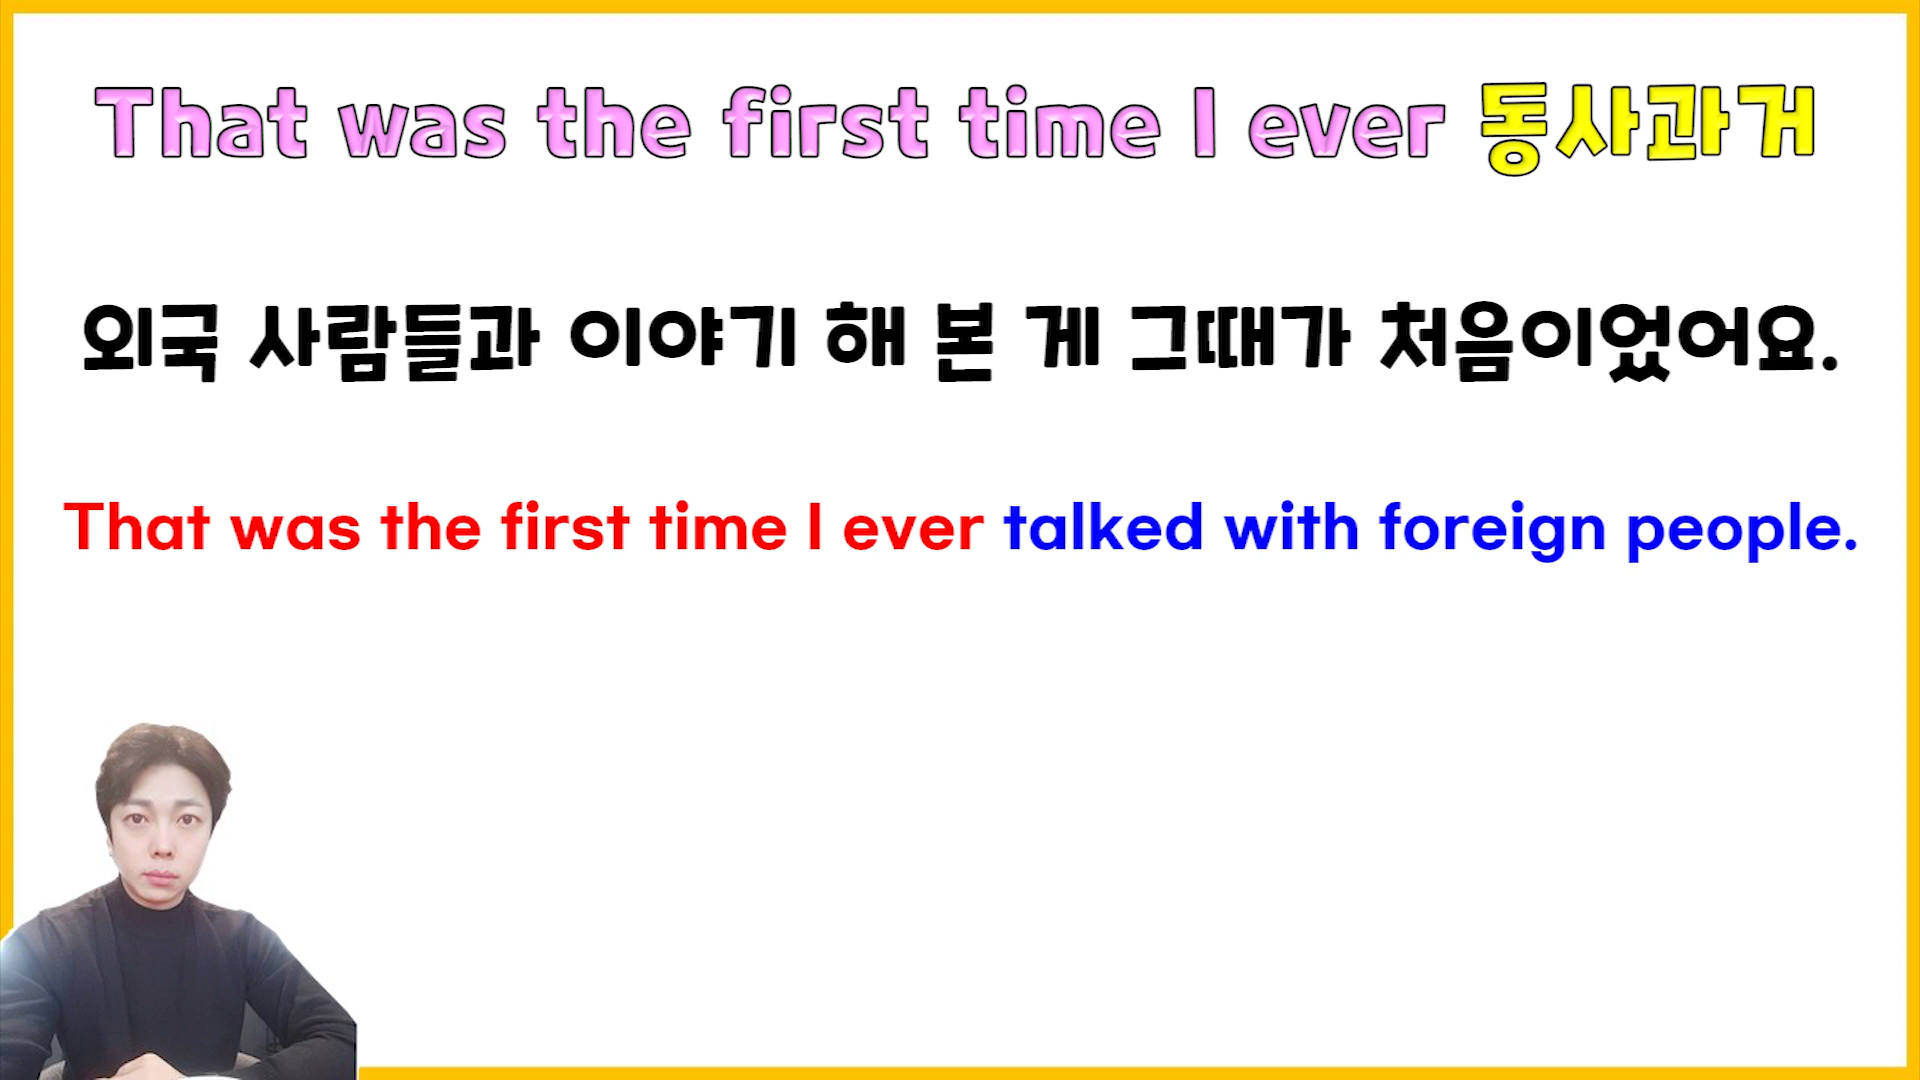 That was the first time I ever 동사과거
외국 사람들과 이야기 해 본 게 그때가 처음이었어요.
That was the first time I ever talked with foreign people.